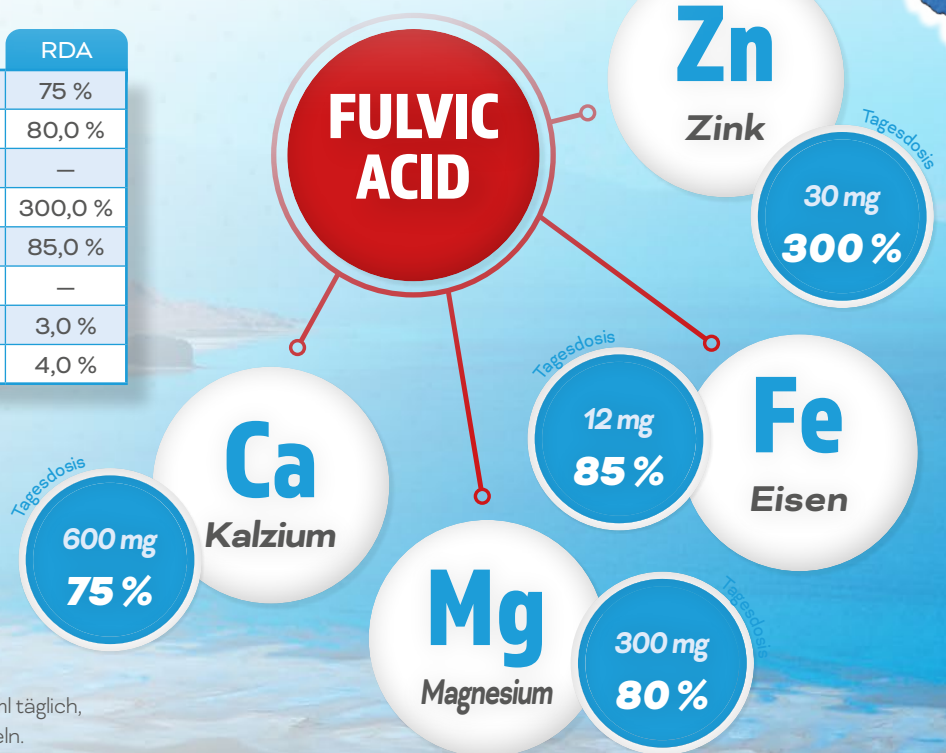 RDA
75 %
80,0 %
—
300,0 %
85,0 %
—
3,0 %
4,0 %
FULVIC
ACID
Zn
Zink
Tagesdosis
30 mg
300 %
Tagesdosis
12 mg
85 %
Fe
Eisen
Ca
Kalzium
Tagesdosis
600 mg
75 %
Mg
Magnesium
Tagesdosis
300 mg
80 %
täglich,